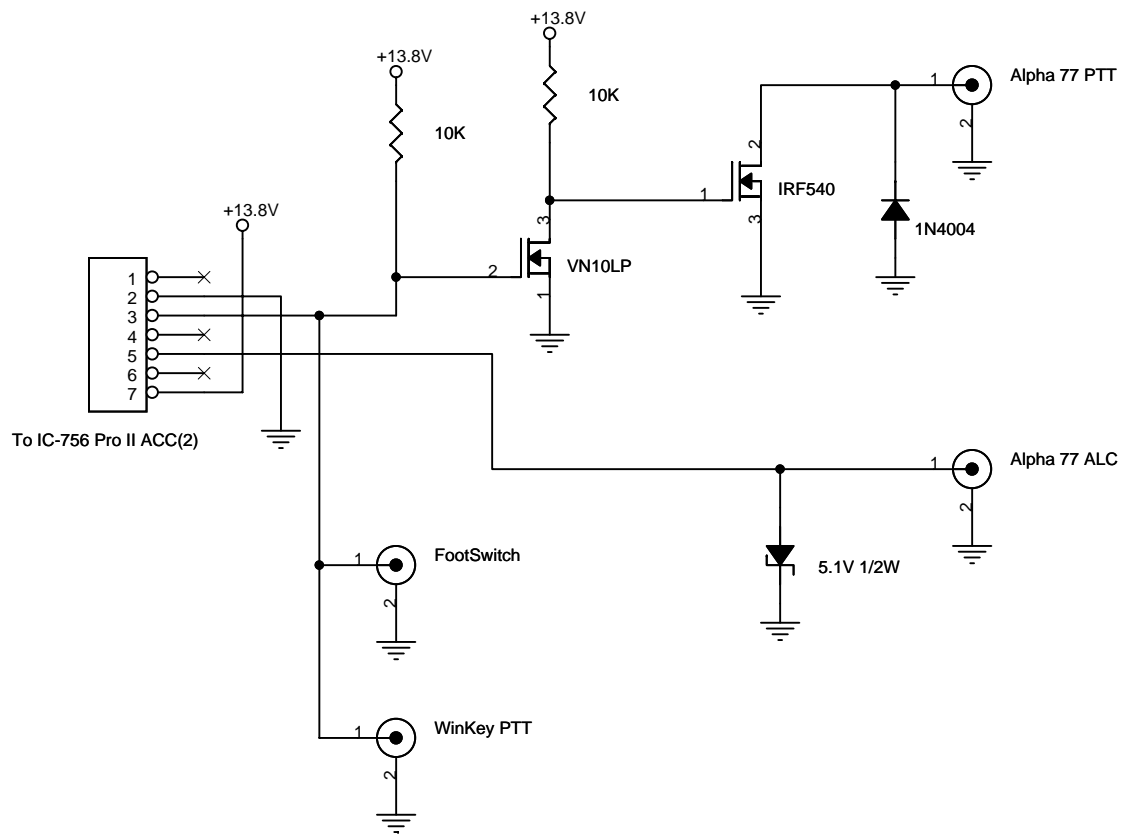 +13.8V
+13.8V
Alpha 77 PTT
1
10K
10K
2
2
IRF540
1
3
+13.8V
3
1N4004
VN10LP
2
1
1
2
3
4
5
6
7
To IC-756 Pro II ACC(2)
Alpha 77 ALC
1
2
FootSwitch
1
5.1V 1/2W
2
WinKey PTT
1
2